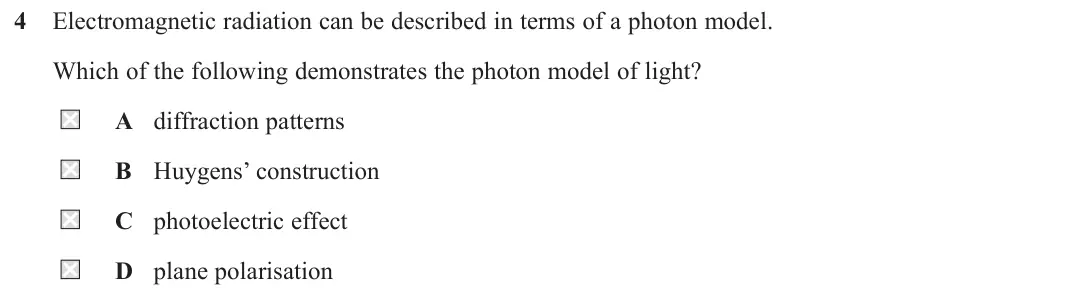 4 Electromagnetic radiation can be described in terms of a photon model.
Which of the following demonstrates the photon model of light?
A diffraction patterns
B Huygens’ construction
C photoelectric effect
D plane polarisation